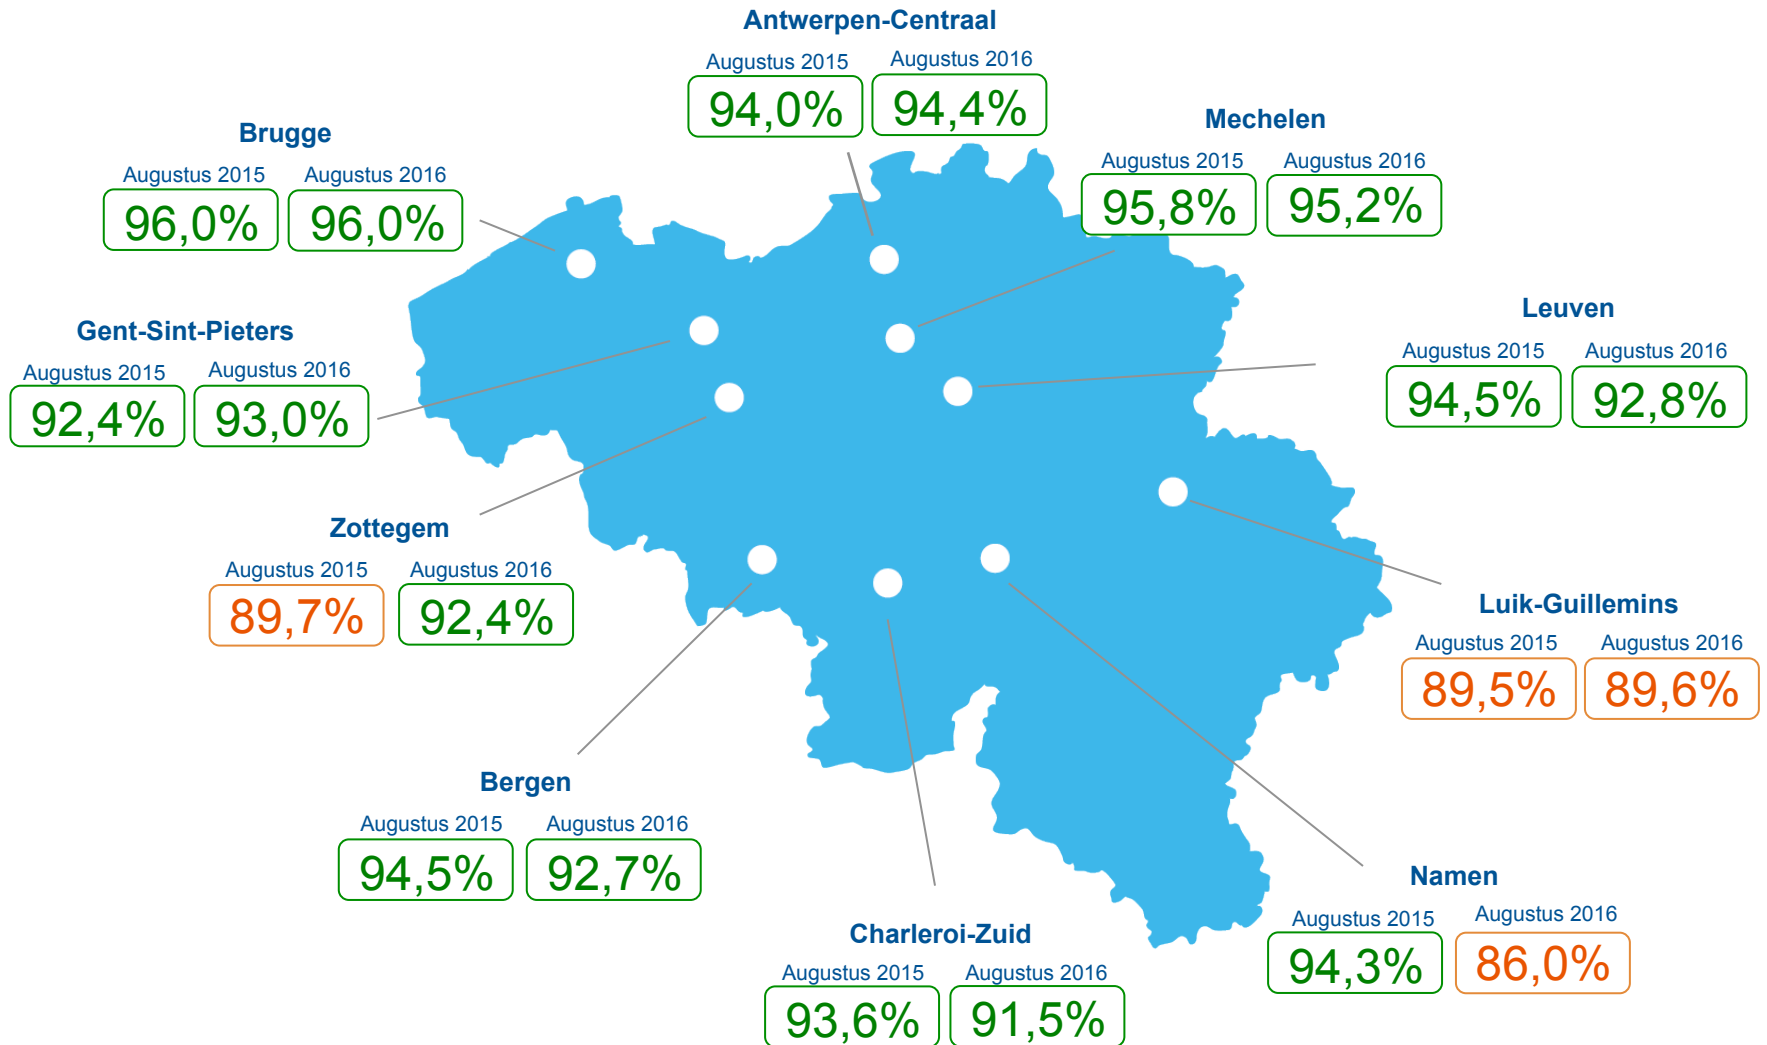 Antwerpen-Centraal
Augustus 2015 Augustus 2016
94,0% 94,4%
Brugge
Augustus 2015 Augustus 2016
96,0% 96,0%
Mechelen
Augustus 2015 Augustus 2016
95,8% 95,2%
Gent-Sint-Pieters
Augustus 2015 Augustus 2016
92,4% 93,0%
Leuven
Augustus 2015 Augustus 2016
94,5% 92,8%
Zottegem
Augustus 2015 Augustus 2016
89,7% 92,4%
Luik-Guillemins
Augustus 2015 Augustus 2016
89,5% 89,6%
Bergen
Augustus 2015 Augustus 2016
94,5% 92,7%
Charleroi-Zuid
Augustus 2015 Augustus 2016
93,6% 91,5%
Namen
Augustus 2015 Augustus 2016
94,3% 86,0%